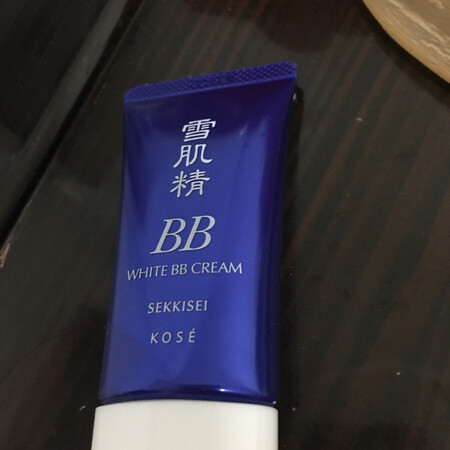 雪肌精
BB
WHITE BB CREAM
SEKKISEI
KOSÉ